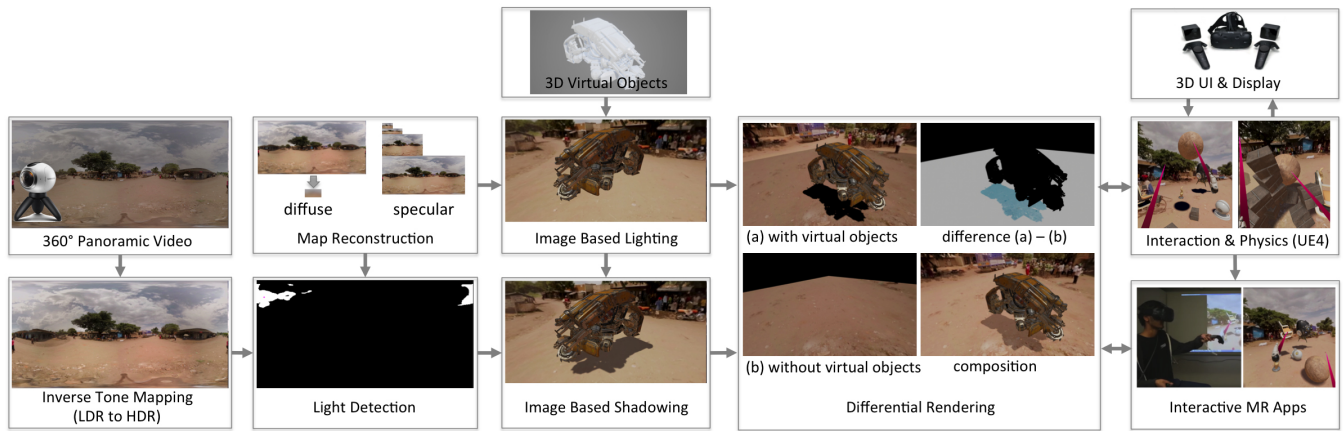 3D Virtual Objects
3D UI & Display
360° Panoramic Video
diffuse
specular
Map Reconstruction
Image Based Lighting
(a) with virtual objects
difference (a) – (b)
Interaction & Physics (UE4)
Inverse Tone Mapping
(LDR to HDR)
Light Detection
Image Based Shadowing
(b) without virtual objects
composition
Differential Rendering
Interactive MR Apps